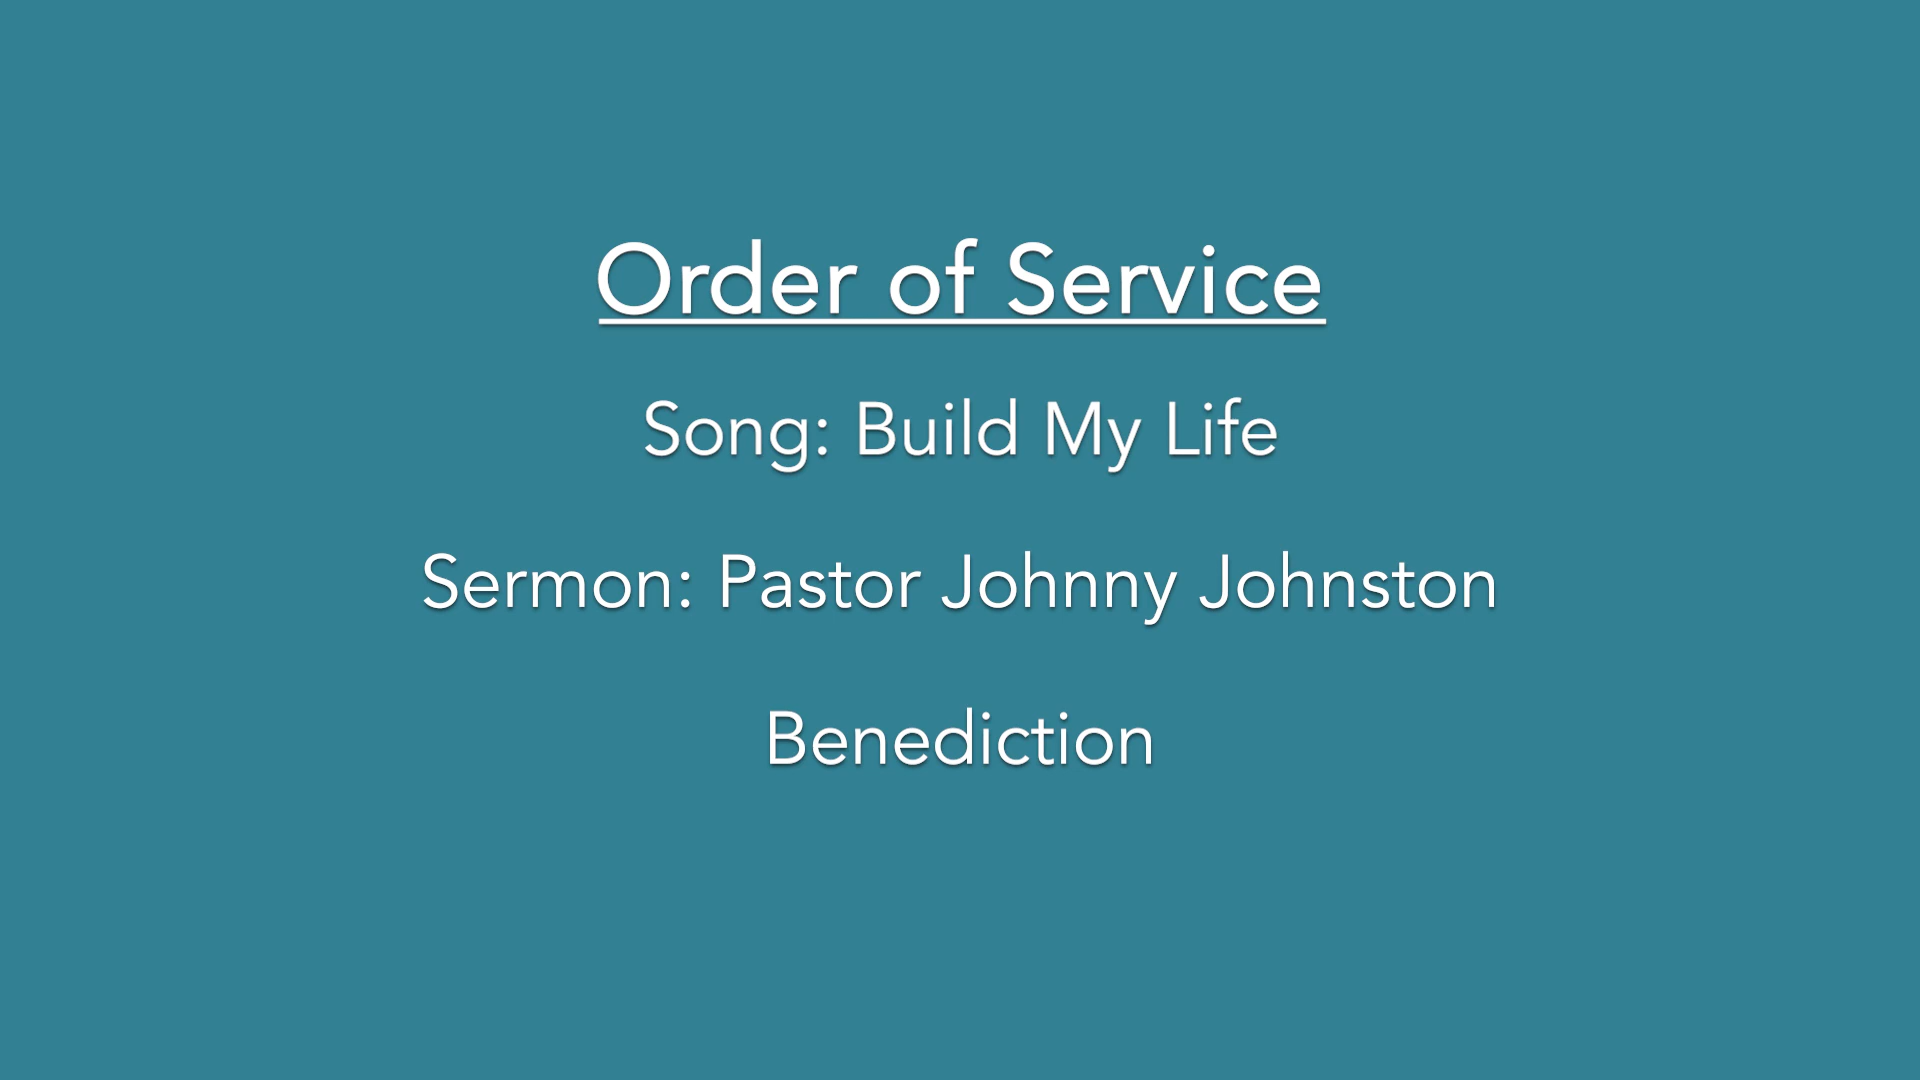 Order of Service
Song: Build My Life
Sermon: Pastor Johnny Johnston
Benediction